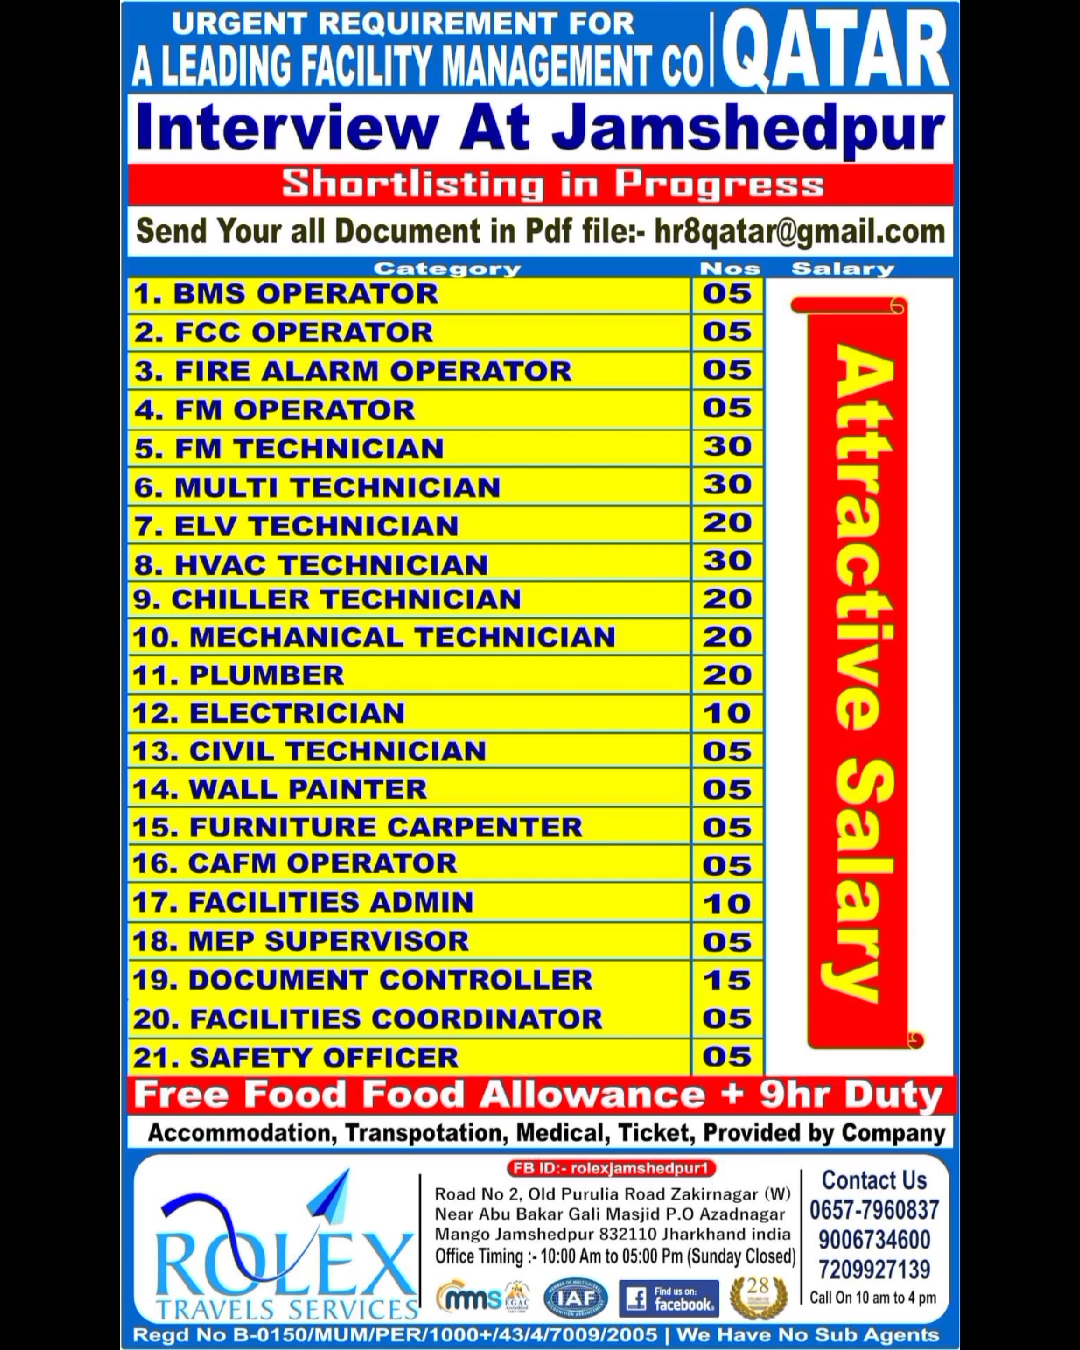 URGENT REQUIREMENT FOR
A LEADING FACILITY MANAGEMENT CO
QATAR
Interview At Jamshedpur
Shortlisting in Progress
Send Your all Document in Pdf file:- hr8qatar@gmail.com
Category Nos Salary
1. BMS OPERATOR 05
2. FCC OPERATOR 05
3. FIRE ALARM OPERATOR 05
4. FM OPERATOR 05
5. FM TECHNICIAN 30
6. MULTI TECHNICIAN 30
7. ELV TECHNICIAN 20
8. HVAC TECHNICIAN 30
9. CHILLER TECHNICIAN 20
10. MECHANICAL TECHNICIAN 20
11. PLUMBER 20
12. ELECTRICIAN 10
13. CIVIL TECHNICIAN 05
14. WALL PAINTER 05
15. FURNITURE CARPENTER 05
16. CAFM OPERATOR 05
17. FACILITIES ADMIN 10
18. MEP SUPERVISOR 05
19. DOCUMENT CONTROLLER 15
20. FACILITIES COORDINATOR 05
21. SAFETY OFFICER 05
Attractive Salary
Free Food Food Allowance + 9hr Duty
Accommodation, Transpotation, Medical, Ticket, Provided by Company
ROLEX
TRAVELS SERVICES
FB ID:- rolexjamshedpur1
Road No 2, Old Purulia Road Zakirnagar (W)
Near Abu Bakar Gali Masjid P.O Azadnagar
Mango Jamshedpur 832110 Jharkhand india
Office Timing :- 10:00 Am to 05:00 Pm (Sunday Closed)
mms
EGAC
IAF
Find us on:
facebook.
28
Contact Us
0657-7960837
9006734600
7209927139
Call On 10 am to 4 pm
Regd No B-0150/MUM/PER/1000+/43/4/7009/2005 | We Have No Sub Agents